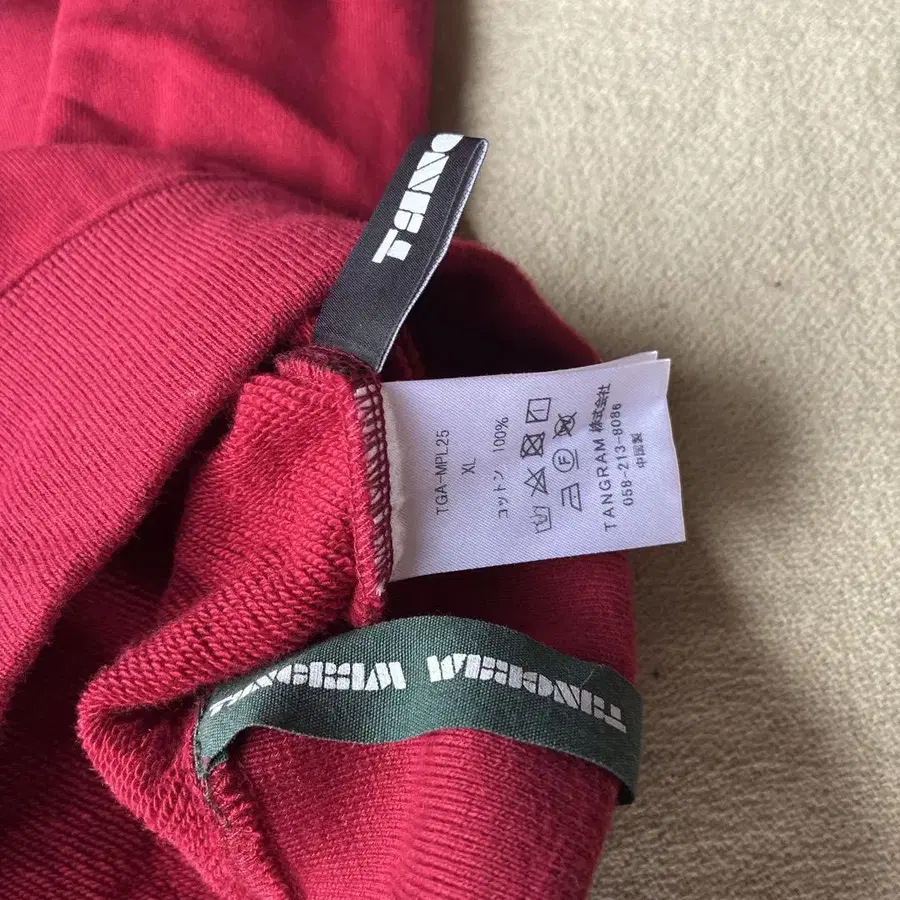 TANG
TGA-MPL25
XL
コットン 100%
TANGRAM 株式会社
058-213-8086
中国製
TANGRAM TANGRAM